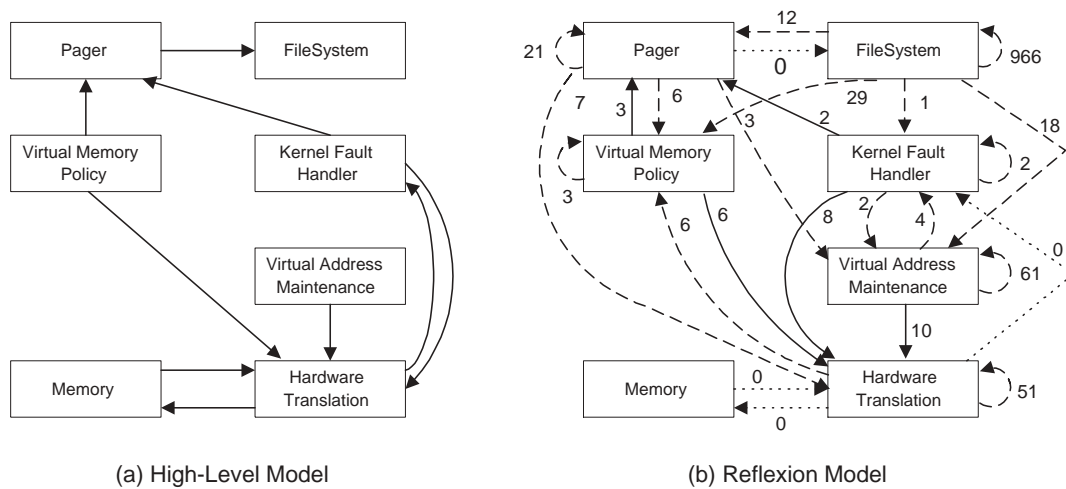 Pager
FileSystem
Virtual Memory
Policy
Kernel Fault
Handler
Virtual Address
Maintenance
Memory
Hardware
Translation
(a) High-Level Model
12
21
Pager
FileSystem
0
966
7
6
29
1
3
3
2
18
Virtual Memory
Policy
Kernel Fault
Handler
2
3
6
6
8
2
4
0
Virtual Address
Maintenance
61
10
Memory
0
0
Hardware
Translation
51
(b) Reflexion Model